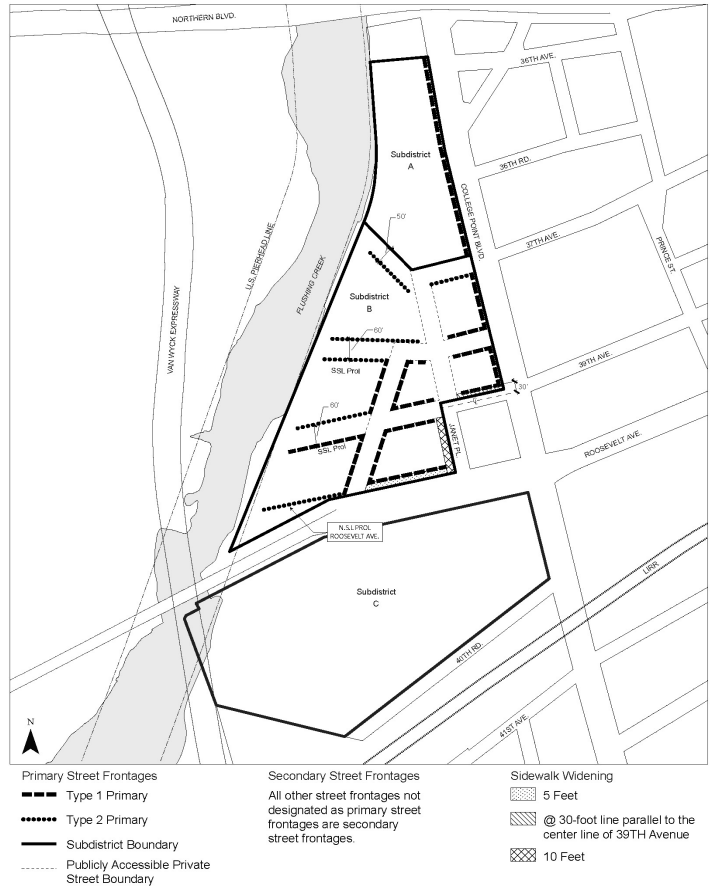 NORTHERN BLVD.
36TH AVE.
Subdistrict
A
36TH RD.
COLLEGE POINT BLVD.
50'
U.S. PIERHEAD LINE
37TH AVE.
PRINCE ST.
FLUSHING CREEK
VAN WYCK EXPRESSWAY
Subdistrict
B
60'
SSL Prol
39TH AVE.
30'
60'
JANET PL.
SSL Prol
ROOSEVELT AVE.
N.S.L PROL
ROOSEVELT AVE.
Subdistrict
C
LIRR
40TH RD.
41ST AVE.
N
Primary Street Frontages
Type 1 Primary
Type 2 Primary
Subdistrict Boundary
Publicly Accessible Private
Street Boundary
Secondary Street Frontages
All other street frontages not
designated as primary street
frontages are secondary
street frontages.
Sidewalk Widening
5 Feet
@ 30-foot line parallel to the
center line of 39TH Avenue
10 Feet